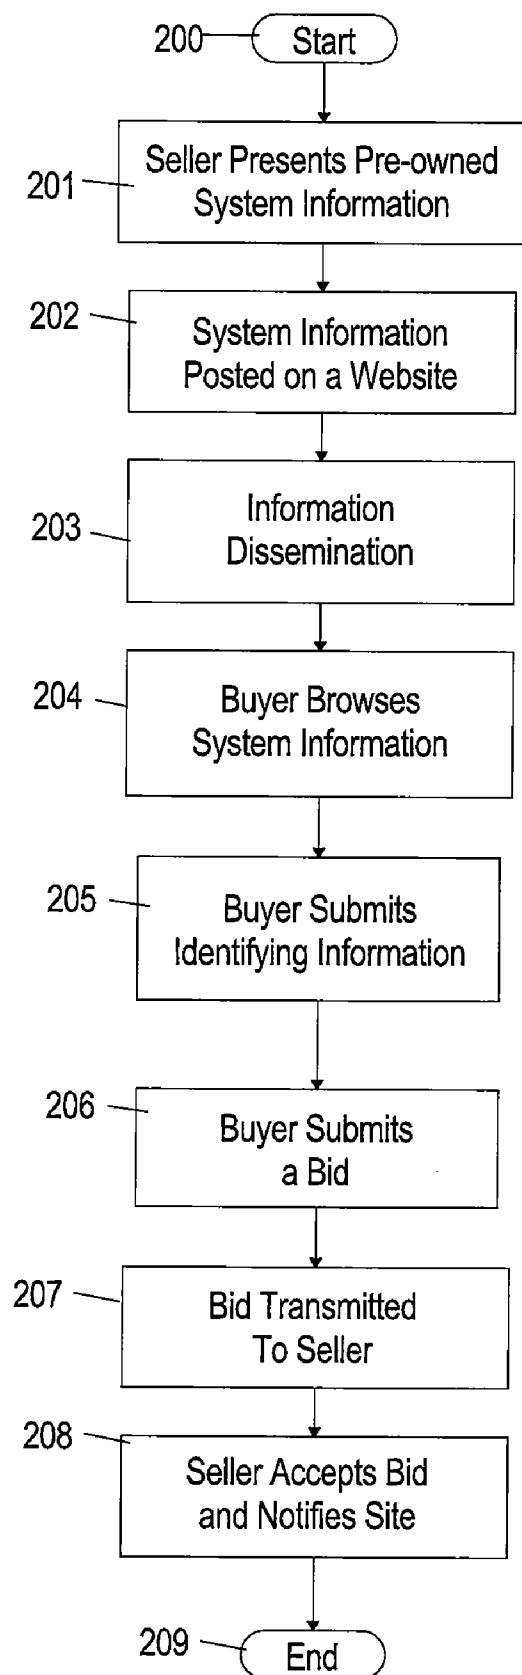 200
Start
201
Seller Presents Pre-owned
System Information
202
System Information
Posted on a Website
203
Information
Dissemination
204
Buyer Browses
System Information
205
Buyer Submits
Identifying Information
206
Buyer Submits
a Bid
207
Bid Transmitted
To Seller
208
Seller Accepts Bid
and Notifies Site
209
End